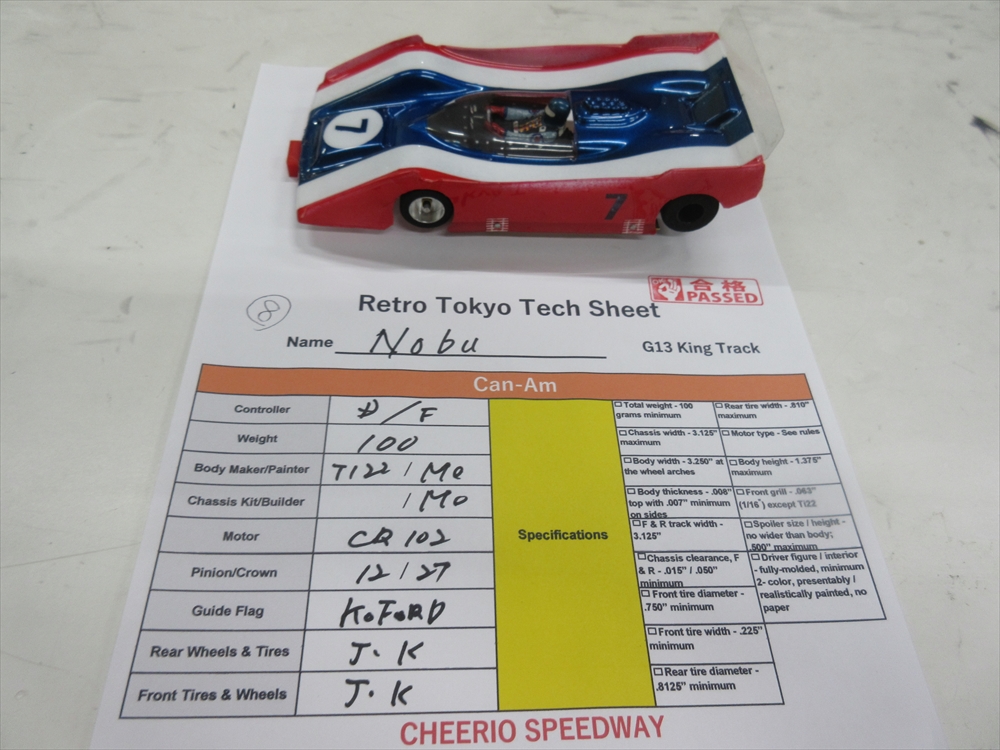 7
7
合格
PASSED
8
Retro Tokyo Tech Sheet
Name Nobu
G13 King Track
Can-Am
Controller D/F
Weight 100
Body Maker/Painter TI22 / Mo
Chassis Kit/Builder / Mo
Motor CR 102
Pinion/Crown 12 / 27
Guide Flag KoFoRD
Rear Wheels & Tires J・K
Front Tires & Wheels J・K
Specifications
☐ Total weight - 100
grams minimum
☐ Chassis width - 3.125"
maximum
☐ Body width - 3.250" at
the wheel arches
☐ Body thickness - .008"
top with .007" minimum
on sides
☐ F & R track width -
3.125"
☐ Chassis clearance, F
& R - .015" / .050"
minimum
☐ Front tire diameter -
.750" minimum
☐ Front tire width - .225"
minimum
☐ Rear tire diameter -
.8125" minimum
☐ Rear tire width - .810"
maximum
☐ Motor type - See rules
☐ Body height - 1.375"
maximum
☐ Front grill - .063"
(1/16") except Ti22
☐ Spoiler size / height -
no wider than body;
.500" maximum
☐ Driver figure / interior
- fully-molded, minimum
2- color, presentably /
realistically painted, no
paper
CHEERIO SPEEDWAY